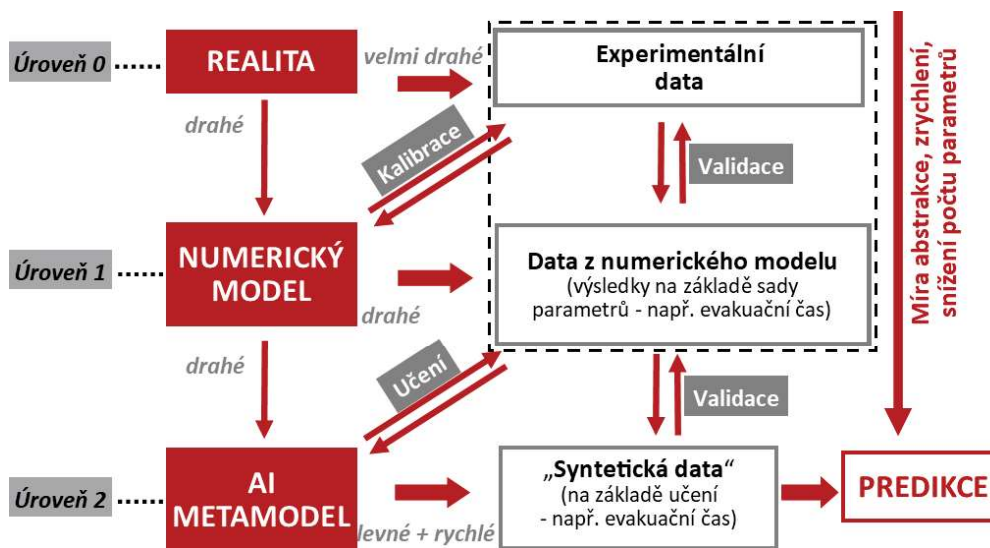 Úroveň 0
REALITA
velmi drahé
Experimentální
data
drahé
Kalibrace
Validace
Míra abstrakce, zrychlení,
snížení počtu parametrů
Úroveň 1
NUMERICKÝ
MODEL
drahé
Data z numerického modelu
(výsledky na základě sady
parametrů - např. evakuační čas)
drahé
Učení
Validace
Úroveň 2
AI
METAMODEL
levné + rychlé
„Syntetická data“
(na základě učení
- např. evakuační čas)
PREDIKCE